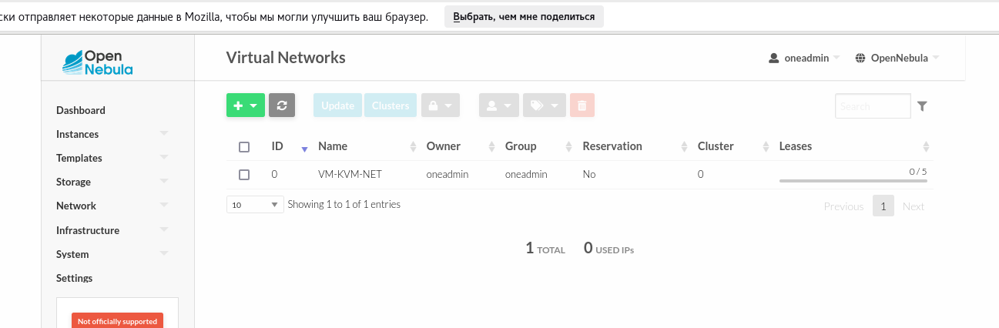 ски отправляет некоторые данные в Mozilla, чтобы мы могли улучшить ваш браузер. Выбрать, чем мне поделиться
Open Nebula
Virtual Networks
oneadmin OpenNebula
Dashboard
Instances
Templates
Storage
Network
Infrastructure
System
Settings
Not officially supported
Update Clusters
Search
ID Name Owner Group Reservation Cluster Leases
0 VM-KVM-NET oneadmin oneadmin No 0 0 / 5
10 Showing 1 to 1 of 1 entries
Previous 1 Next
1 TOTAL 0 USED IPs